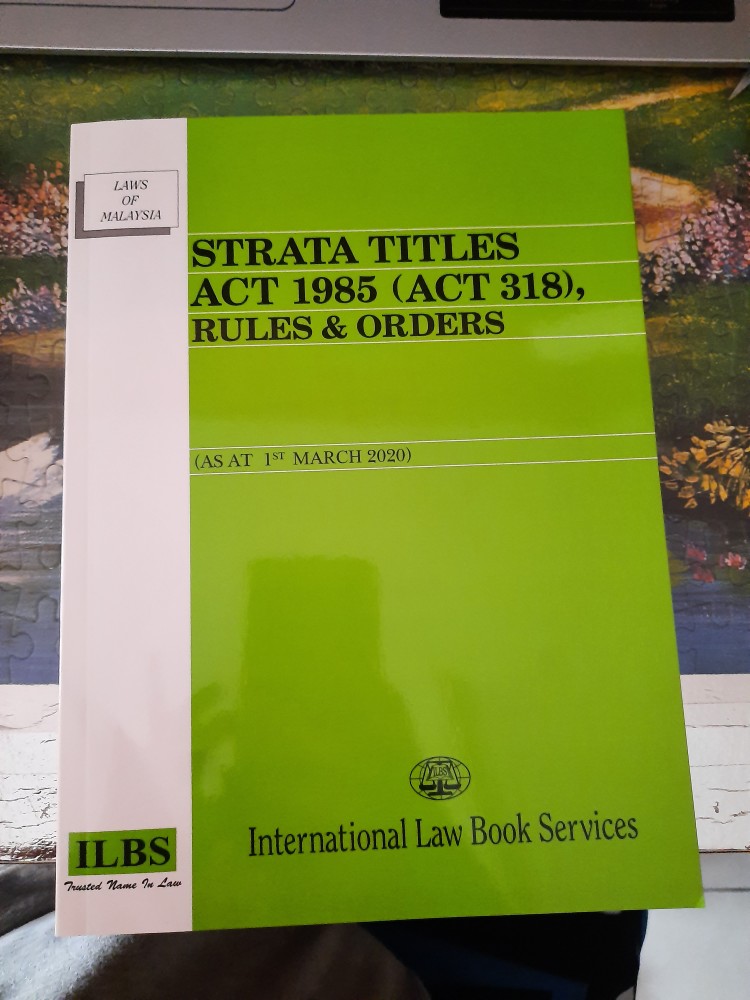 LAWS
OF
MALAYSIA
STRATA TITLES
ACT 1985 (ACT 318),
RULES & ORDERS
(AS AT 1ST MARCH 2020)
ILBS
International Law Book Services
ILBS
Trusted Name In Law